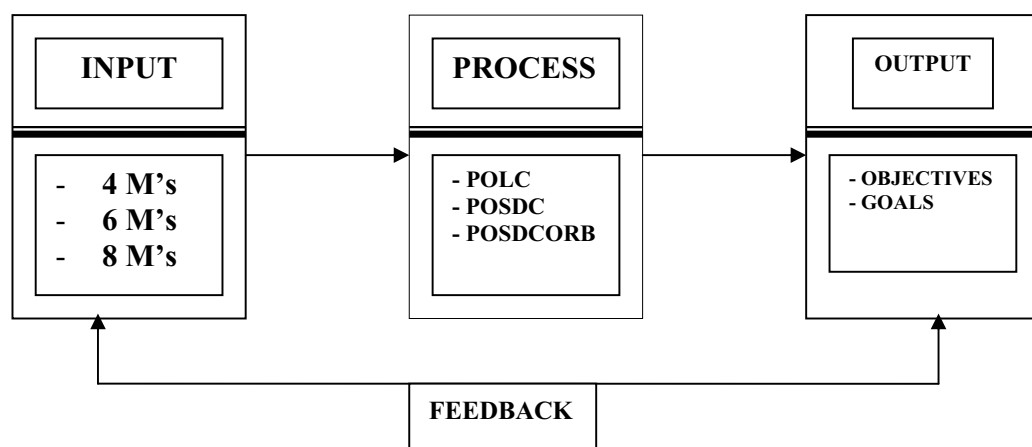 INPUT
- 4 M’s
- 6 M’s
- 8 M’s
PROCESS
- POLC
- POSDC
- POSDCORB
OUTPUT
- OBJECTIVES
- GOALS
FEEDBACK